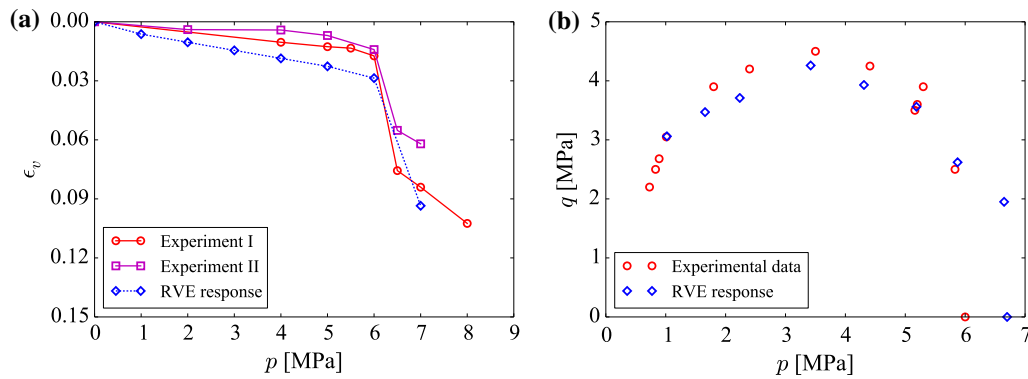 (a)
0.00
0.03
0.06
0.09
0.12
0.15
ϵv
Experiment I
Experiment II
RVE response
0 1 2 3 4 5 6 7 8 9
p [MPa]
(b)
5
4
3
2
1
0
q [MPa]
Experimental data
RVE response
0 1 2 3 4 5 6 7
p [MPa]